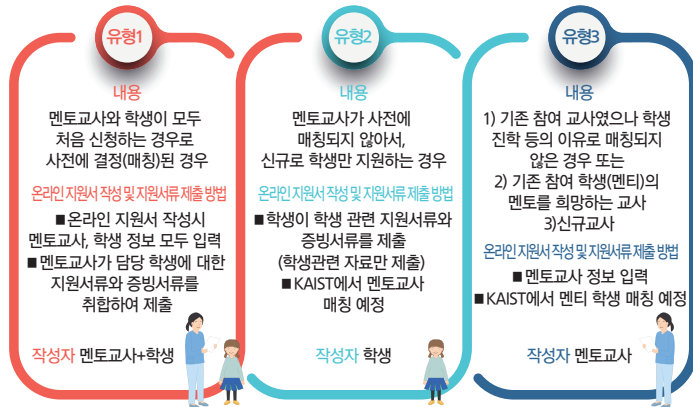 유형1
내용
멘토교사와 학생이 모두
처음 신청하는 경우로
사전에 결정(매칭)된 경우
온라인 지원서 작성 및 지원서류 제출 방법
■ 온라인 지원서 작성시
멘토교사, 학생 정보 모두 입력
■ 멘토교사가 담당 학생에 대한
지원서류와 증빙서류를
취합하여 제출
작성자 멘토교사+학생
유형2
내용
멘토교사가 사전에
매칭되지 않아서,
신규로 학생만 지원하는 경우
온라인 지원서 작성 및 지원서류 제출 방법
■ 학생이 학생 관련 지원서류와
증빙서류를 제출
(학생관련 자료만 제출)
■ KAIST에서 멘토교사
매칭 예정
작성자 학생
유형3
내용
1) 기존 참여 교사였으나 학생
진학 등의 이유로 매칭되지
않은 경우 또는
2) 기존 참여 학생(멘티)의
멘토를 희망하는 교사
3)신규교사
온라인 지원서 작성 및 지원서류 제출 방법
■ 멘토교사 정보 입력
■ KAIST에서 멘티 학생 매칭 예정
작성자 멘토교사